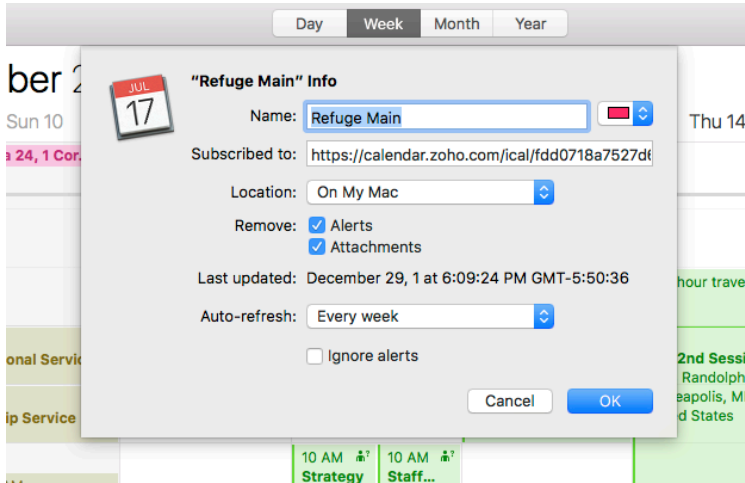 Day Week Month Year
ber 2
Sun 10
Thu 14
a 24, 1 Cor.
JUL
17
“Refuge Main” Info
Name: Refuge Main
Subscribed to: https://calendar.zoho.com/ical/fdd0718a7527d6
Location: On My Mac
Remove: Alerts
Attachments
Last updated: December 29, 1 at 6:09:24 PM GMT-5:50:36
hour trave
Auto-refresh: Every week
Ignore alerts
onal Servic
2nd Sessi
Randolph
eapolis, MI
d States
Cancel OK
ip Service
10 AM 10 AM
Strategy Staff...